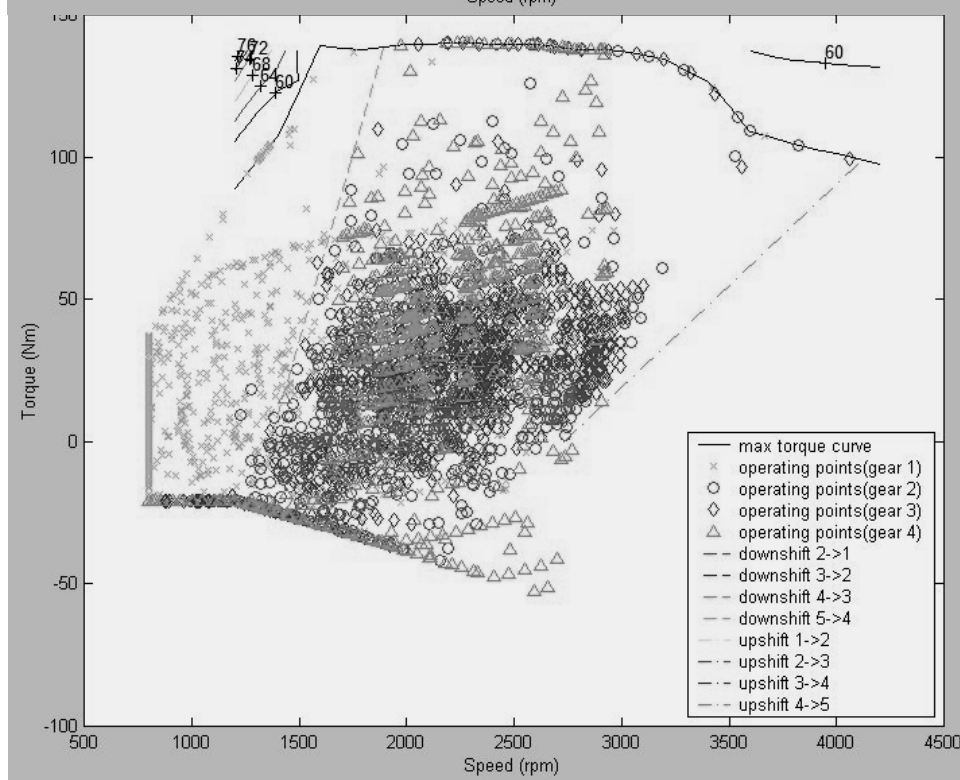 Speed (rpm)
150
76
72
74
68
64
60
60
100
50
Torque (Nm)
0
-50
-100
max torque curve
operating points(gear 1)
operating points(gear 2)
operating points(gear 3)
operating points(gear 4)
downshift 2->1
downshift 3->2
downshift 4->3
downshift 5->4
upshift 1->2
upshift 2->3
upshift 3->4
upshift 4->5
500 1000 1500 2000 2500 3000 3500 4000 4500
Speed (rpm)